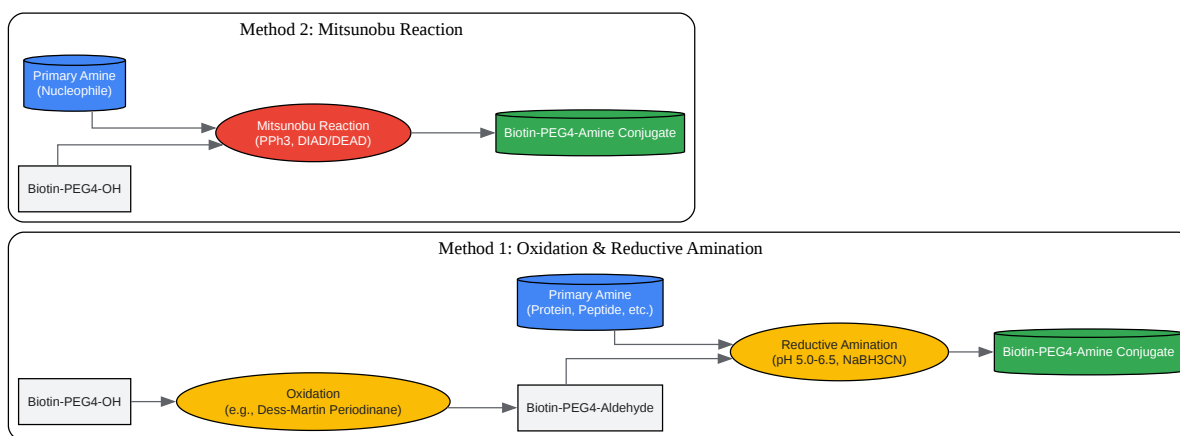 Method 2: Mitsunobu Reaction
Primary Amine
(Nucleophile)
Mitsunobu Reaction
(PPh3, DIAD/DEAD)
Biotin-PEG4-Amine Conjugate
Biotin-PEG4-OH
Method 1: Oxidation & Reductive Amination
Primary Amine
(Protein, Peptide, etc.)
Reductive Amination
(pH 5.0-6.5, NaBH3CN)
Biotin-PEG4-Amine Conjugate
Biotin-PEG4-OH
Oxidation
(e.g., Dess-Martin Periodinane)
Biotin-PEG4-Aldehyde